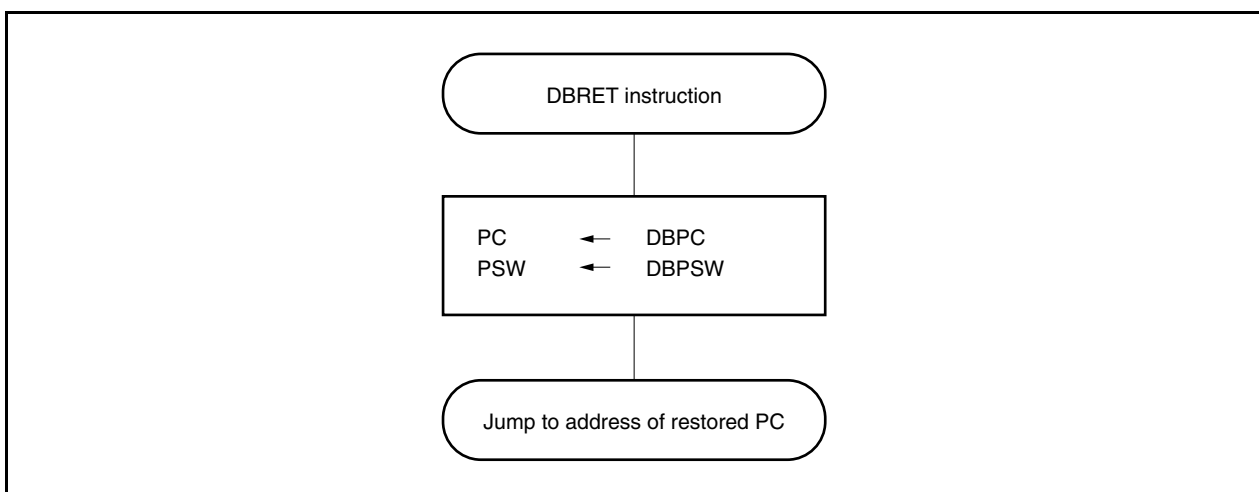 DBRET instruction
PC ← DBPC
PSW ← DBPSW
Jump to address of restored PC